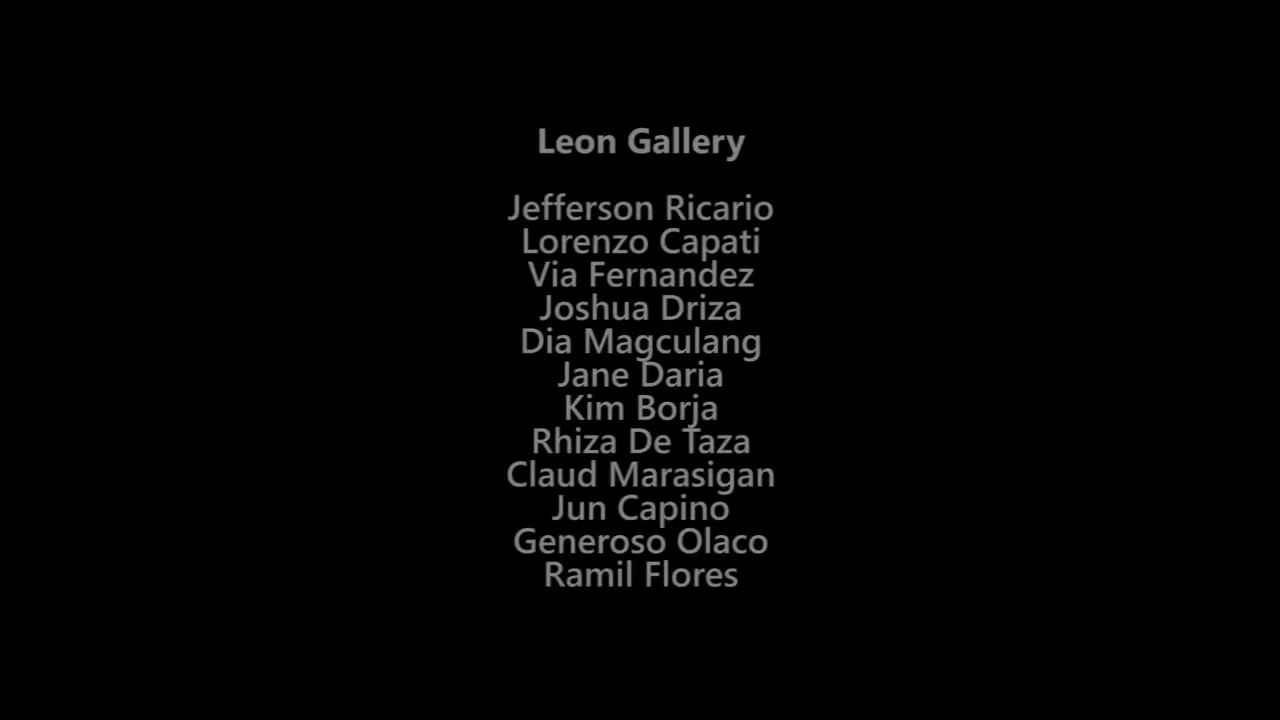 Leon Gallery
Jefferson Ricario
Lorenzo Capati
Via Fernandez
Joshua Driza
Dia Magculang
Jane Daria
Kim Borja
Rhiza De Taza
Claud Marasigan
Jun Capino
Generoso Olaco
Ramil Flores